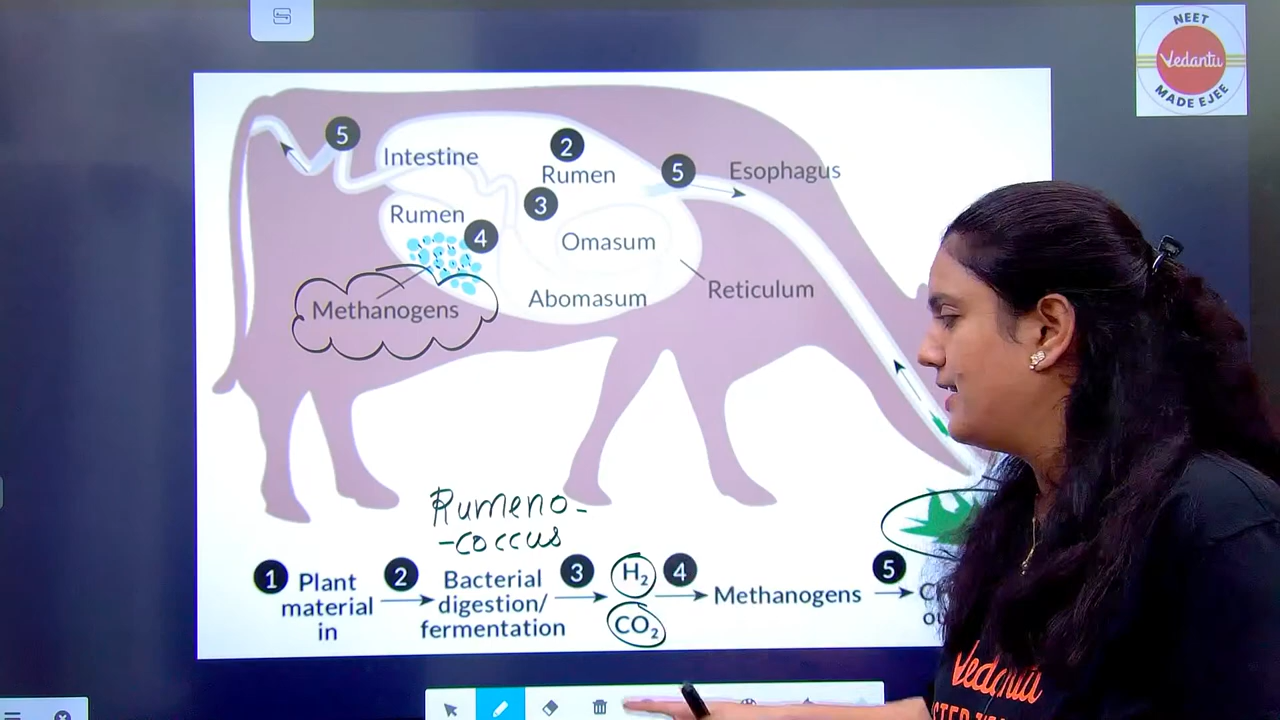 NEET
Vedantu
MADE EJEE
5
2
Intestine
Rumen
5
Esophagus
3
Rumen
4
Omasum
Methanogens
Abomasum
Reticulum
Rumeno-
-coccus
1 Plant material in
2
Bacterial digestion/ fermentation
3
H2
CO2
4
Methanogens
5
Vedantu